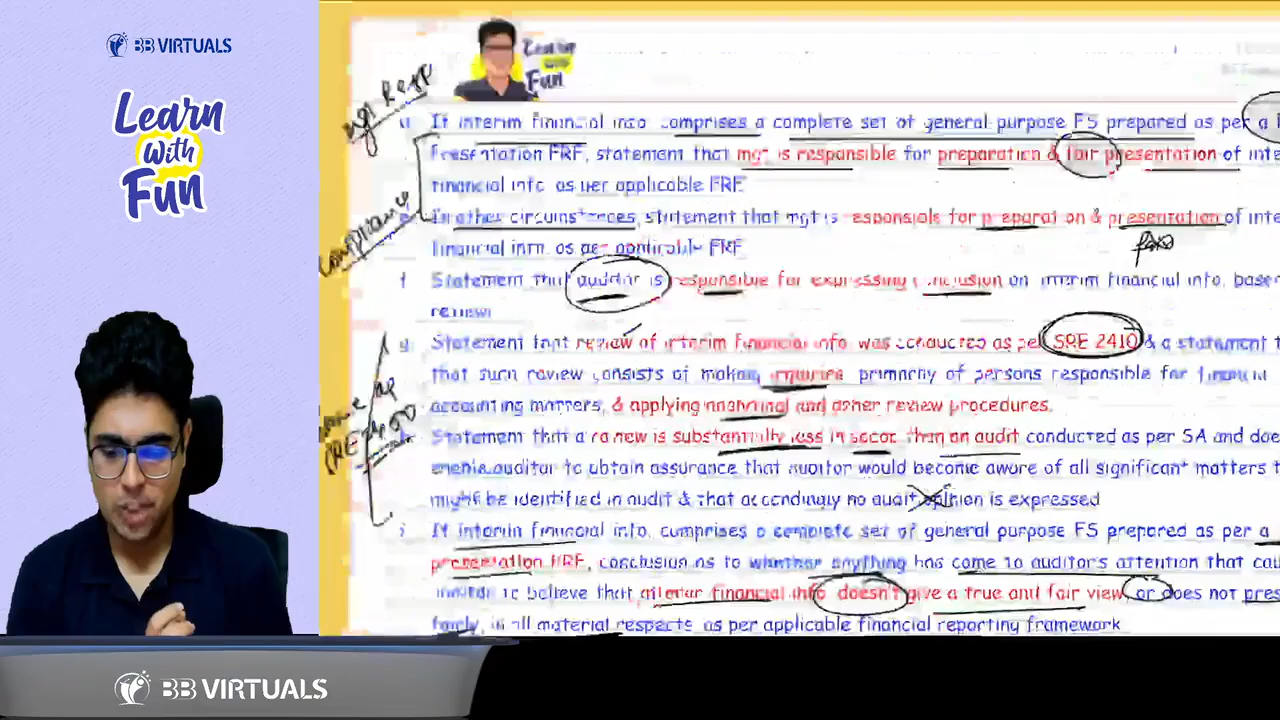 BB VIRTUALS
Learn
with
Fun
Learn
with
Fun
If interim financial info comprises a complete set of general purpose FS prepared as per a
Presentation FRF, statement that mgt is responsible for preparation & fair presentation of
financial info as per applicable FRF
In other circumstances, statement that mgt is responsible for preparation & presentation of
Compliance
financial info as per applicable FRF
f Statement that auditor is responsible for expressing conclusion on interim financial info, based
review
g Statement that review of interim financial info was conducted as per SRE 2410 & a statement
that such review consists of making inquiries primarily of persons responsible for financial
accounting matters, & applying analytical and other review procedures.
Statement that a review is substantially less in scope than an audit conducted as per SA and
enable auditor to obtain assurance that auditor would become aware of all significant matters
might be identified in audit & that accordingly no audit opinion is expressed
If interim financial info. comprises a complete set of general purpose FS prepared as per a
presentation FRF, conclusion as to whether anything has come to auditor's attention that
auditor to believe that interim financial info doesn't give a true and fair view, or does not
fairly, in all material respects as per applicable financial reporting framework
BB VIRTUALS